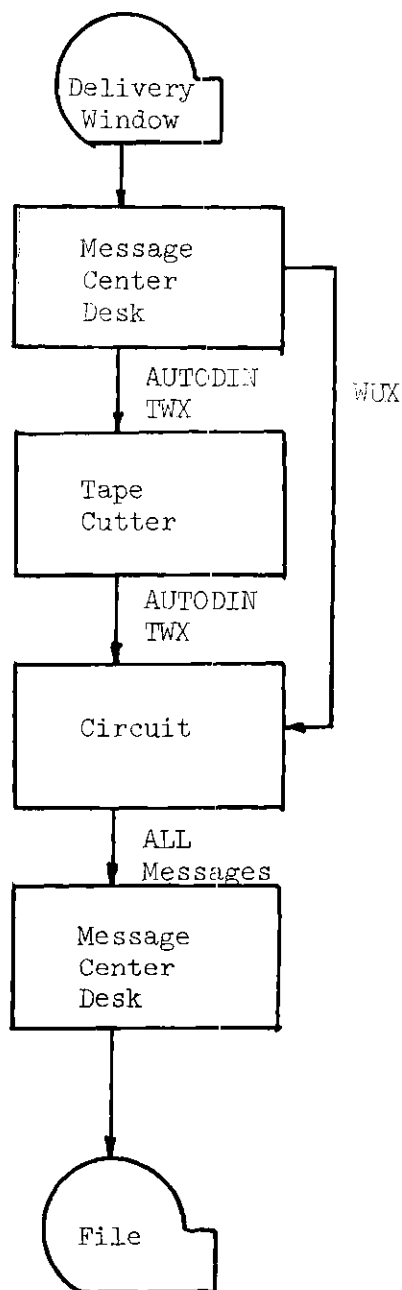 Delivery
Window
Message
Center
Desk
AUTODIN
TWX
WUX
Tape
Cutter
AUTODIN
TWX
Circuit
ALL
Messages
Message
Center
Desk
File